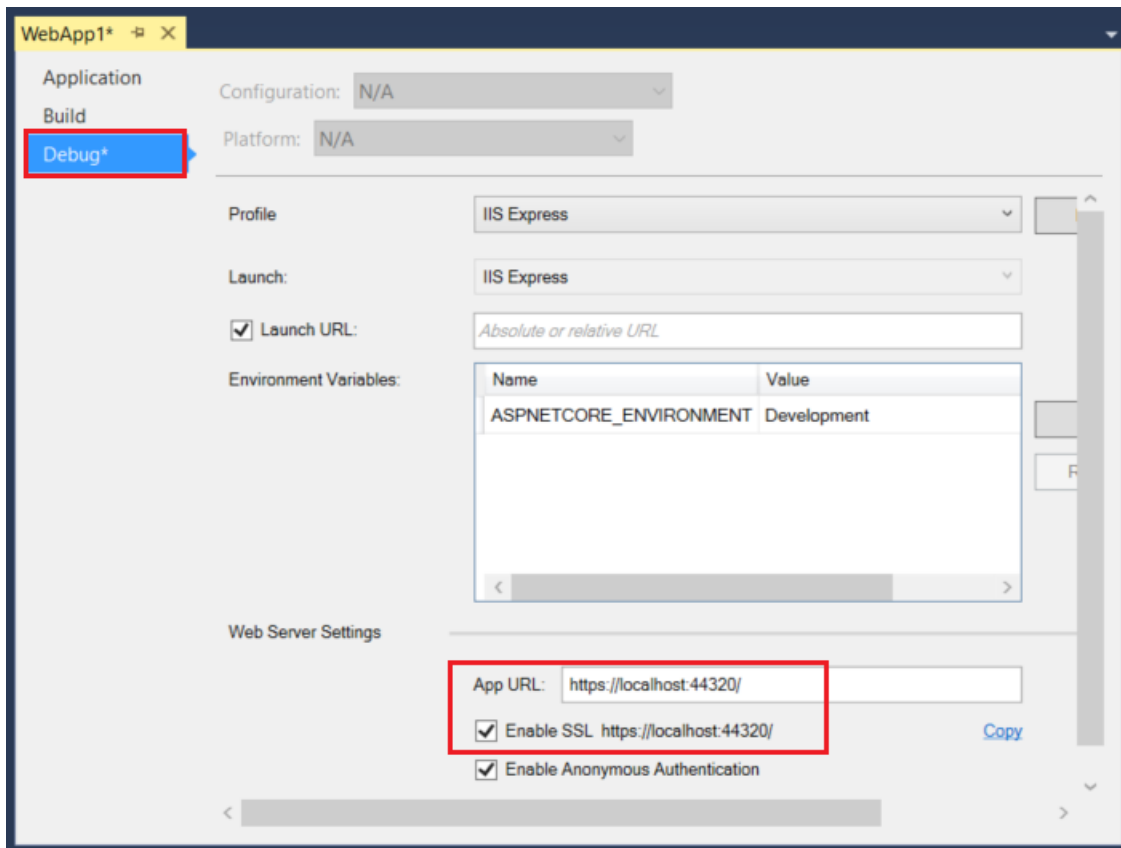 WebApp1*
Application
Build
Debug*
Configuration: N/A
Platform: N/A
Profile IIS Express
Launch: IIS Express
Launch URL: Absolute or relative URL
Environment Variables: Name Value
ASPNETCORE_ENVIRONMENT Development
R
Web Server Settings
App URL: https://localhost:44320/
Enable SSL https://localhost:44320/ Copy
Enable Anonymous Authentication